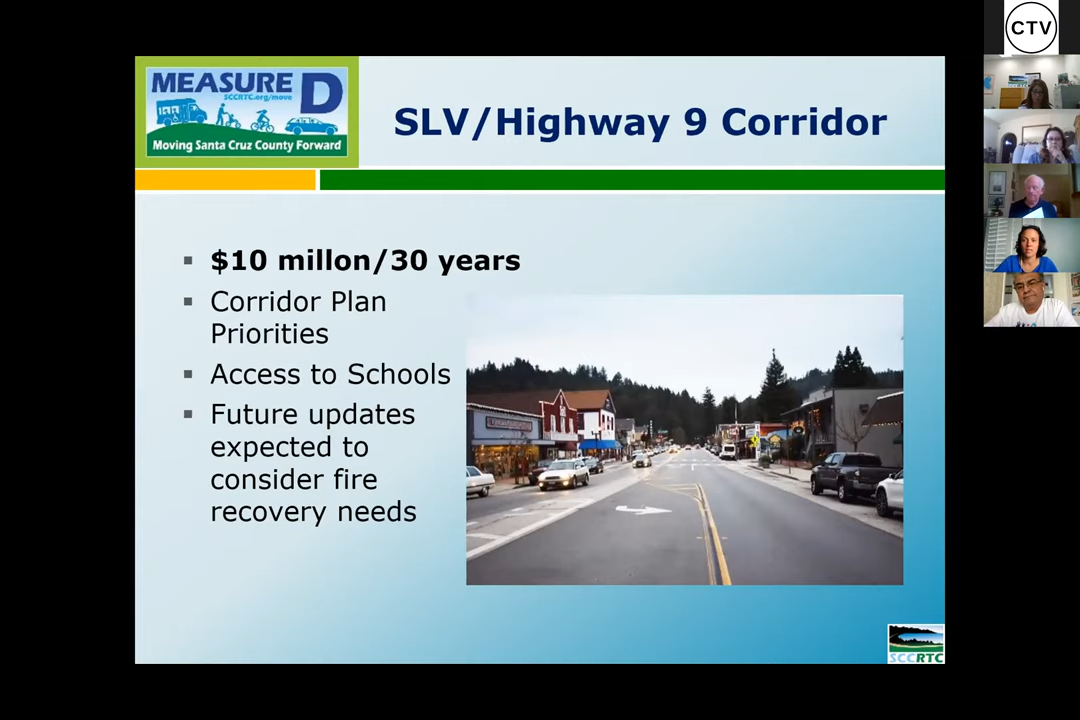 CTV
MEASURE D
SCCRTC.org/move
Moving Santa Cruz County Forward
SLV/Highway 9 Corridor
$10 millon/30 years
Corridor Plan
Priorities
Access to Schools
Future updates
expected to
consider fire
recovery needs
SCCRTC